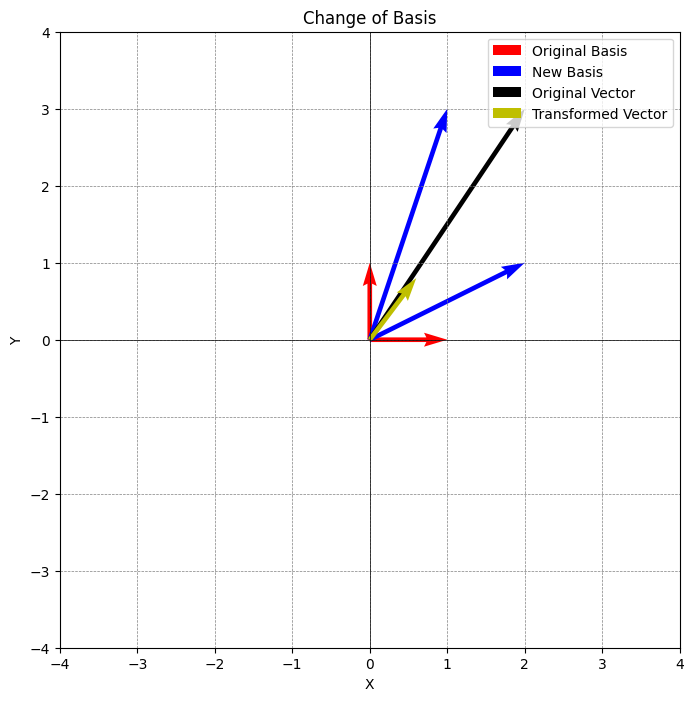 Change of Basis
Original Basis
New Basis
Original Vector
Transformed Vector
4
3
2
1
0
−1
−2
−3
−4
Y
−4
−3
−2
−1
0
1
2
3
4
X